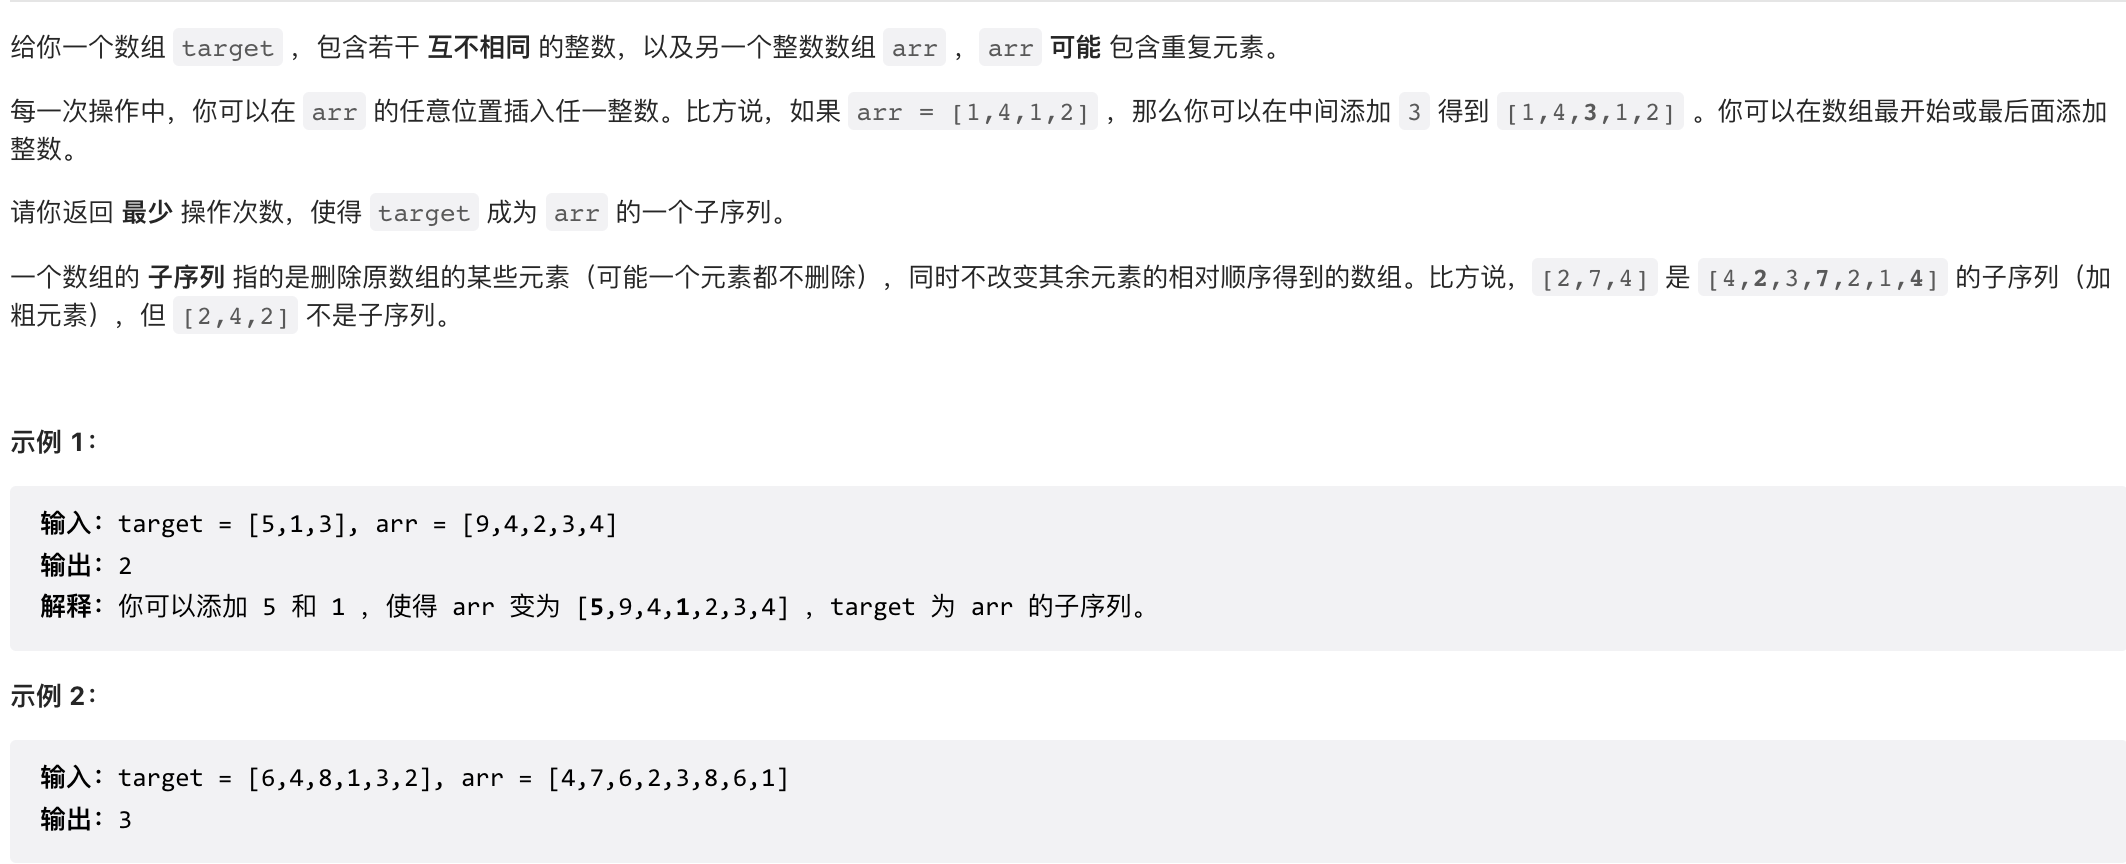 给你一个数组 target ，包含若干 互不相同 的整数，以及另一个整数数组 arr ，arr 可能 包含重复元素。
每一次操作中，你可以在 arr 的任意位置插入任一整数。比方说，如果 arr = [1,4,1,2] ，那么你可以在中间添加 3 得到 [1,4,3,1,2] 。你可以在数组最开始或最后面添加
整数。
请你返回 最少 操作次数，使得 target 成为 arr 的一个子序列。
一个数组的 子序列 指的是删除原数组的某些元素（可能一个元素都不删除），同时不改变其余元素的相对顺序得到的数组。比方说，[2,7,4] 是 [4,2,3,7,2,1,4] 的子序列（加
粗元素），但 [2,4,2] 不是子序列。
示例 1：
输入：target = [5,1,3], arr = [9,4,2,3,4]
输出：2
解释：你可以添加 5 和 1 ，使得 arr 变为 [5,9,4,1,2,3,4] ，target 为 arr 的子序列。
示例 2：
输入：target = [6,4,8,1,3,2], arr = [4,7,6,2,3,8,6,1]
输出：3